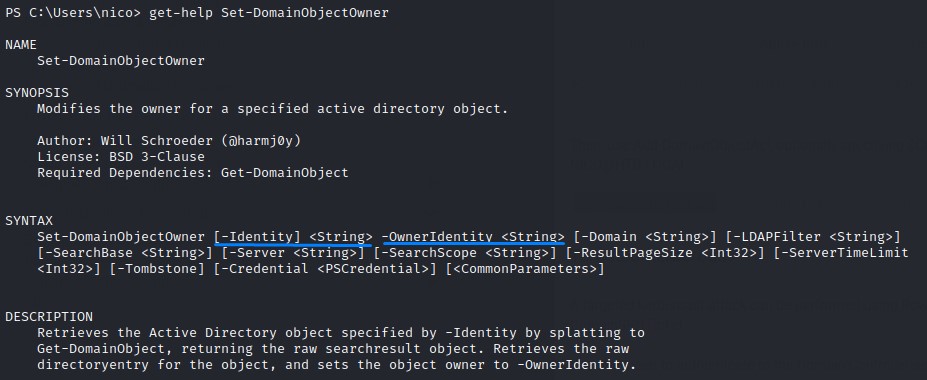 PS C:\Users\nico> get-help Set-DomainObjectOwner
NAME
Set-DomainObjectOwner
SYNOPSIS
Modifies the owner for a specified active directory object.
Author: Will Schroeder (@harmj0y)
License: BSD 3-Clause
Required Dependencies: Get-DomainObject
SYNTAX
Set-DomainObjectOwner [-Identity] <String> -OwnerIdentity <String> [-Domain <String>] [-LDAPFilter <String>]
[-SearchBase <String>] [-Server <String>] [-SearchScope <String>] [-ResultPageSize <Int32>] [-ServerTimeLimit
<Int32>] [-Tombstone] [-Credential <PSCredential>] [<CommonParameters>]
DESCRIPTION
Retrieves the Active Directory object specified by -Identity by splatting to
Get-DomainObject, returning the raw searchresult object. Retrieves the raw
directoryentry for the object, and sets the object owner to -OwnerIdentity.